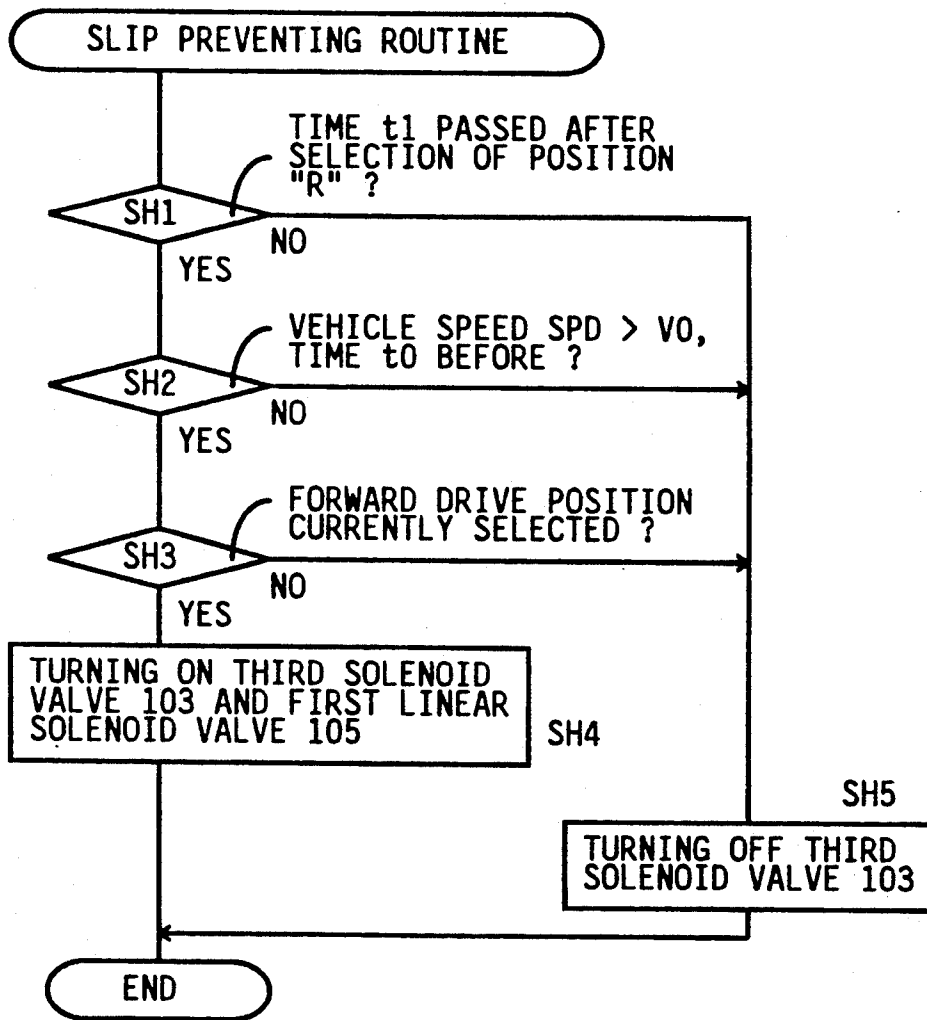 SLIP PREVENTING ROUTINE
TIME t1 PASSED AFTER
SELECTION OF POSITION
"R" ?
SH1
NO
YES
VEHICLE SPEED SPD > V0,
TIME t0 BEFORE ?
SH2
NO
YES
FORWARD DRIVE POSITION
CURRENTLY SELECTED ?
SH3
NO
YES
TURNING ON THIRD SOLENOID
VALVE 103 AND FIRST LINEAR
SOLENOID VALVE 105
SH4
SH5
TURNING OFF THIRD
SOLENOID VALVE 103
END